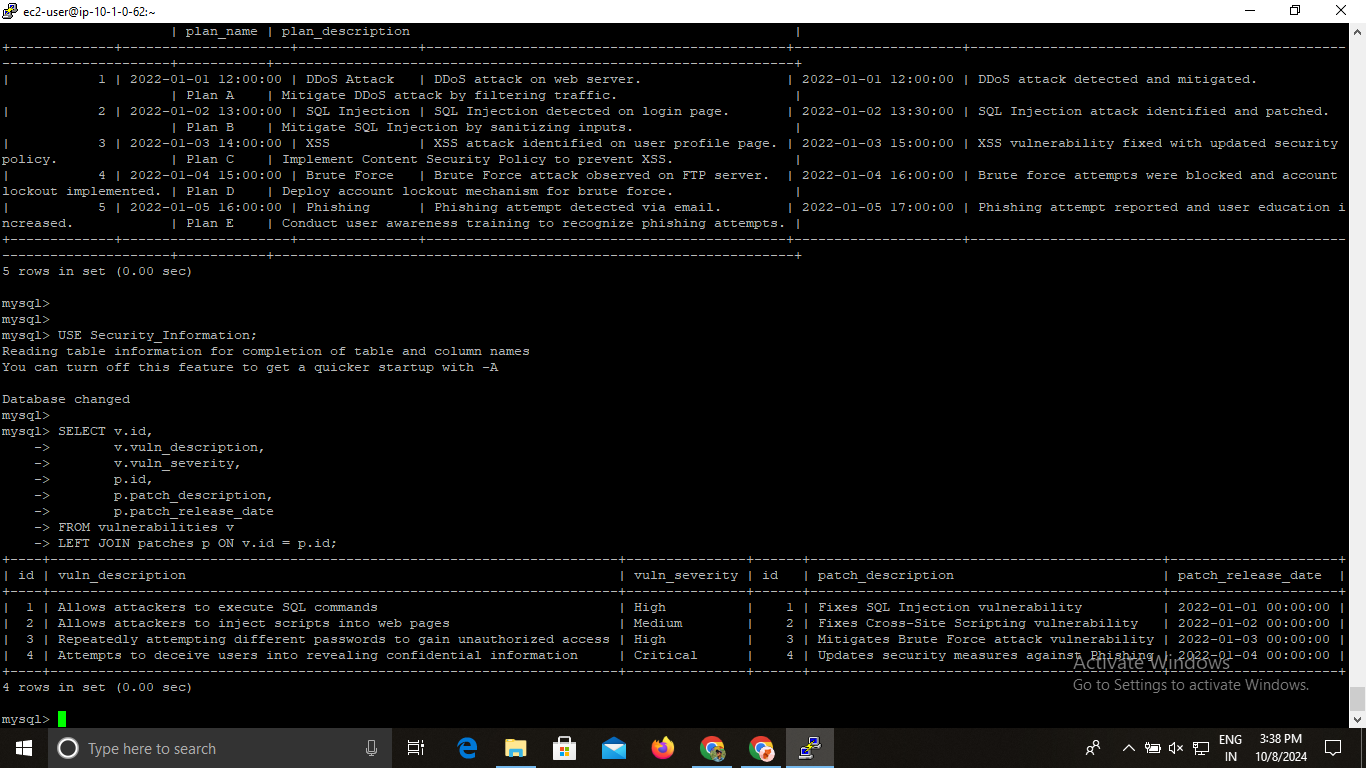 ec2-user@ip-10-1-0-62:~
| plan_name | plan_description |
+--------------+---------------------+---------------+----------------------------------------------+---------------------+-----------------------------------------------
---------------------+-----------+-----------------------------------------------------------------+
| 1 | 2022-01-01 12:00:00 | DDoS Attack | DDoS attack on web server. | 2022-01-01 12:00:00 | DDoS attack detected and mitigated.
| Plan A | Mitigate DDoS attack by filtering traffic. |
| 2 | 2022-01-02 13:00:00 | SQL Injection | SQL Injection detected on login page. | 2022-01-02 13:30:00 | SQL Injection attack identified and patched.
| Plan B | Mitigate SQL Injection by sanitizing inputs. |
| 3 | 2022-01-03 14:00:00 | XSS | XSS attack identified on user profile page. | 2022-01-03 15:00:00 | XSS vulnerability fixed with updated security
policy. | Plan C | Implement Content Security Policy to prevent XSS. |
| 4 | 2022-01-04 15:00:00 | Brute Force | Brute Force attack observed on FTP server. | 2022-01-04 16:00:00 | Brute force attempts were blocked and account
lockout implemented. | Plan D | Deploy account lockout mechanism for brute force. |
| 5 | 2022-01-05 16:00:00 | Phishing | Phishing attempt detected via email. | 2022-01-05 17:00:00 | Phishing attempt reported and user education i
ncreased. | Plan E | Conduct user awareness training to recognize phishing attempts. |
+--------------+---------------------+---------------+----------------------------------------------+---------------------+-----------------------------------------------
---------------------+-----------+-----------------------------------------------------------------+
5 rows in set (0.00 sec)
mysql>
mysql>
mysql> USE Security_Information;
Reading table information for completion of table and column names
You can turn off this feature to get a quicker startup with -A
Database changed
mysql>
mysql> SELECT v.id,
-> v.vuln_description,
-> v.vuln_severity,
-> p.id,
-> p.patch_description,
-> p.patch_release_date
-> FROM vulnerabilities v
-> LEFT JOIN patches p ON v.id = p.id;
+----+-----------------------------------------------------------------------+---------------+------+--------------------------------------------+---------------------+
| id | vuln_description | vuln_severity | id | patch_description | patch_release_date |
+----+-----------------------------------------------------------------------+---------------+------+--------------------------------------------+---------------------+
| 1 | Allows attackers to execute SQL commands | High | 1 | Fixes SQL Injection vulnerability | 2022-01-01 00:00:00 |
| 2 | Allows attackers to inject scripts into web pages | Medium | 2 | Fixes Cross-Site Scripting vulnerability | 2022-01-02 00:00:00 |
| 3 | Repeatedly attempting different passwords to gain unauthorized access | High | 3 | Mitigates Brute Force attack vulnerability | 2022-01-03 00:00:00 |
| 4 | Attempts to deceive users into revealing confidential information | Critical | 4 | Updates security measures against Phishing | 2022-01-04 00:00:00 |
+----+-----------------------------------------------------------------------+---------------+------+--------------------------------------------+---------------------+
4 rows in set (0.00 sec)
mysql>
Activate Windows
Go to Settings to activate Windows.
Type here to search
ENG
IN
3:38 PM
10/8/2024